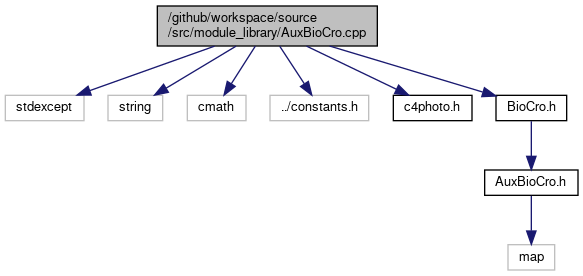 /github/workspace/source
/src/module_library/AuxBioCro.cpp
stdexcept
string
cmath
../constants.h
c4photo.h
BioCro.h
AuxBioCro.h
map